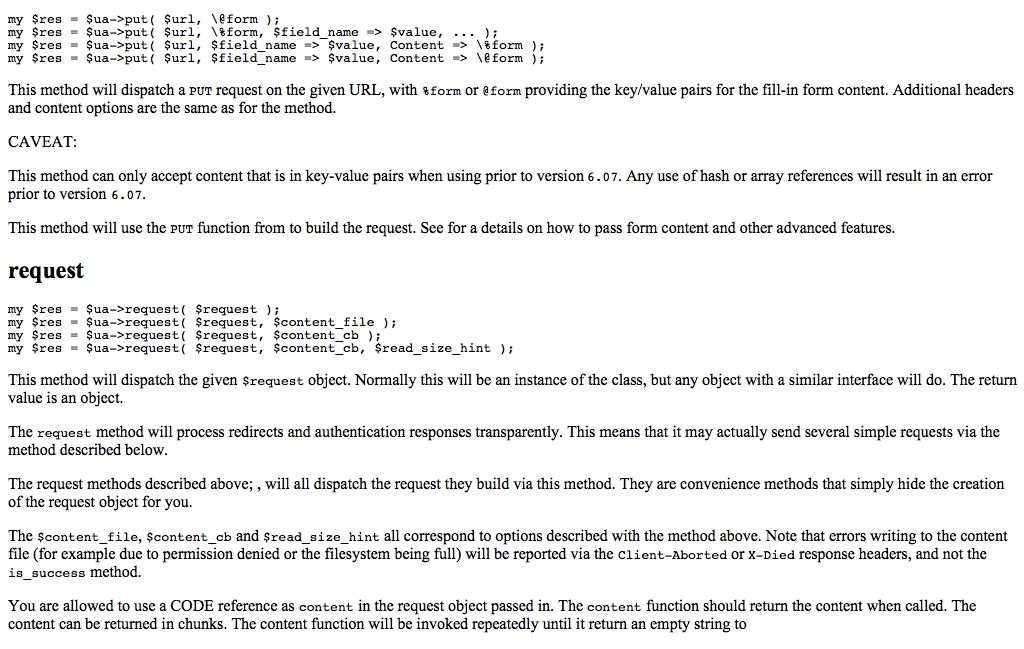 my $res = $ua->put( $url, \@form );
my $res = $ua->put( $url, \%form, $field_name => $value, ... );
my $res = $ua->put( $url, $field_name => $value, Content => \%form );
my $res = $ua->put( $url, $field_name => $value, Content => \@form );
This method will dispatch a PUT request on the given URL, with %form or @form providing the key/value pairs for the fill-in form content. Additional headers
and content options are the same as for the method.
CAVEAT:
This method can only accept content that is in key-value pairs when using prior to version 6.07. Any use of hash or array references will result in an error
prior to version 6.07.
This method will use the PUT function from to build the request. See for a details on how to pass form content and other advanced features.
request
my $res = $ua->request( $request );
my $res = $ua->request( $request, $content_file );
my $res = $ua->request( $request, $content_cb );
my $res = $ua->request( $request, $content_cb, $read_size_hint );
This method will dispatch the given $request object. Normally this will be an instance of the class, but any object with a similar interface will do. The return
value is an object.
The request method will process redirects and authentication responses transparently. This means that it may actually send several simple requests via the
method described below.
The request methods described above; , will all dispatch the request they build via this method. They are convenience methods that simply hide the creation
of the request object for you.
The $content_file, $content_cb and $read_size_hint all correspond to options described with the method above. Note that errors writing to the content
file (for example due to permission denied or the filesystem being full) will be reported via the Client-Aborted or X-Died response headers, and not the
is_success method.
You are allowed to use a CODE reference as content in the request object passed in. The content function should return the content when called. The
content can be returned in chunks. The content function will be invoked repeatedly until it return an empty string to